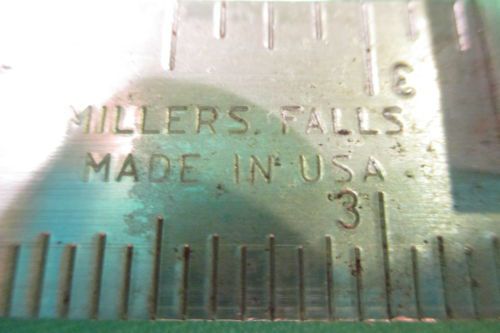 3
MILLERS. FALLS
MADE IN USA
3